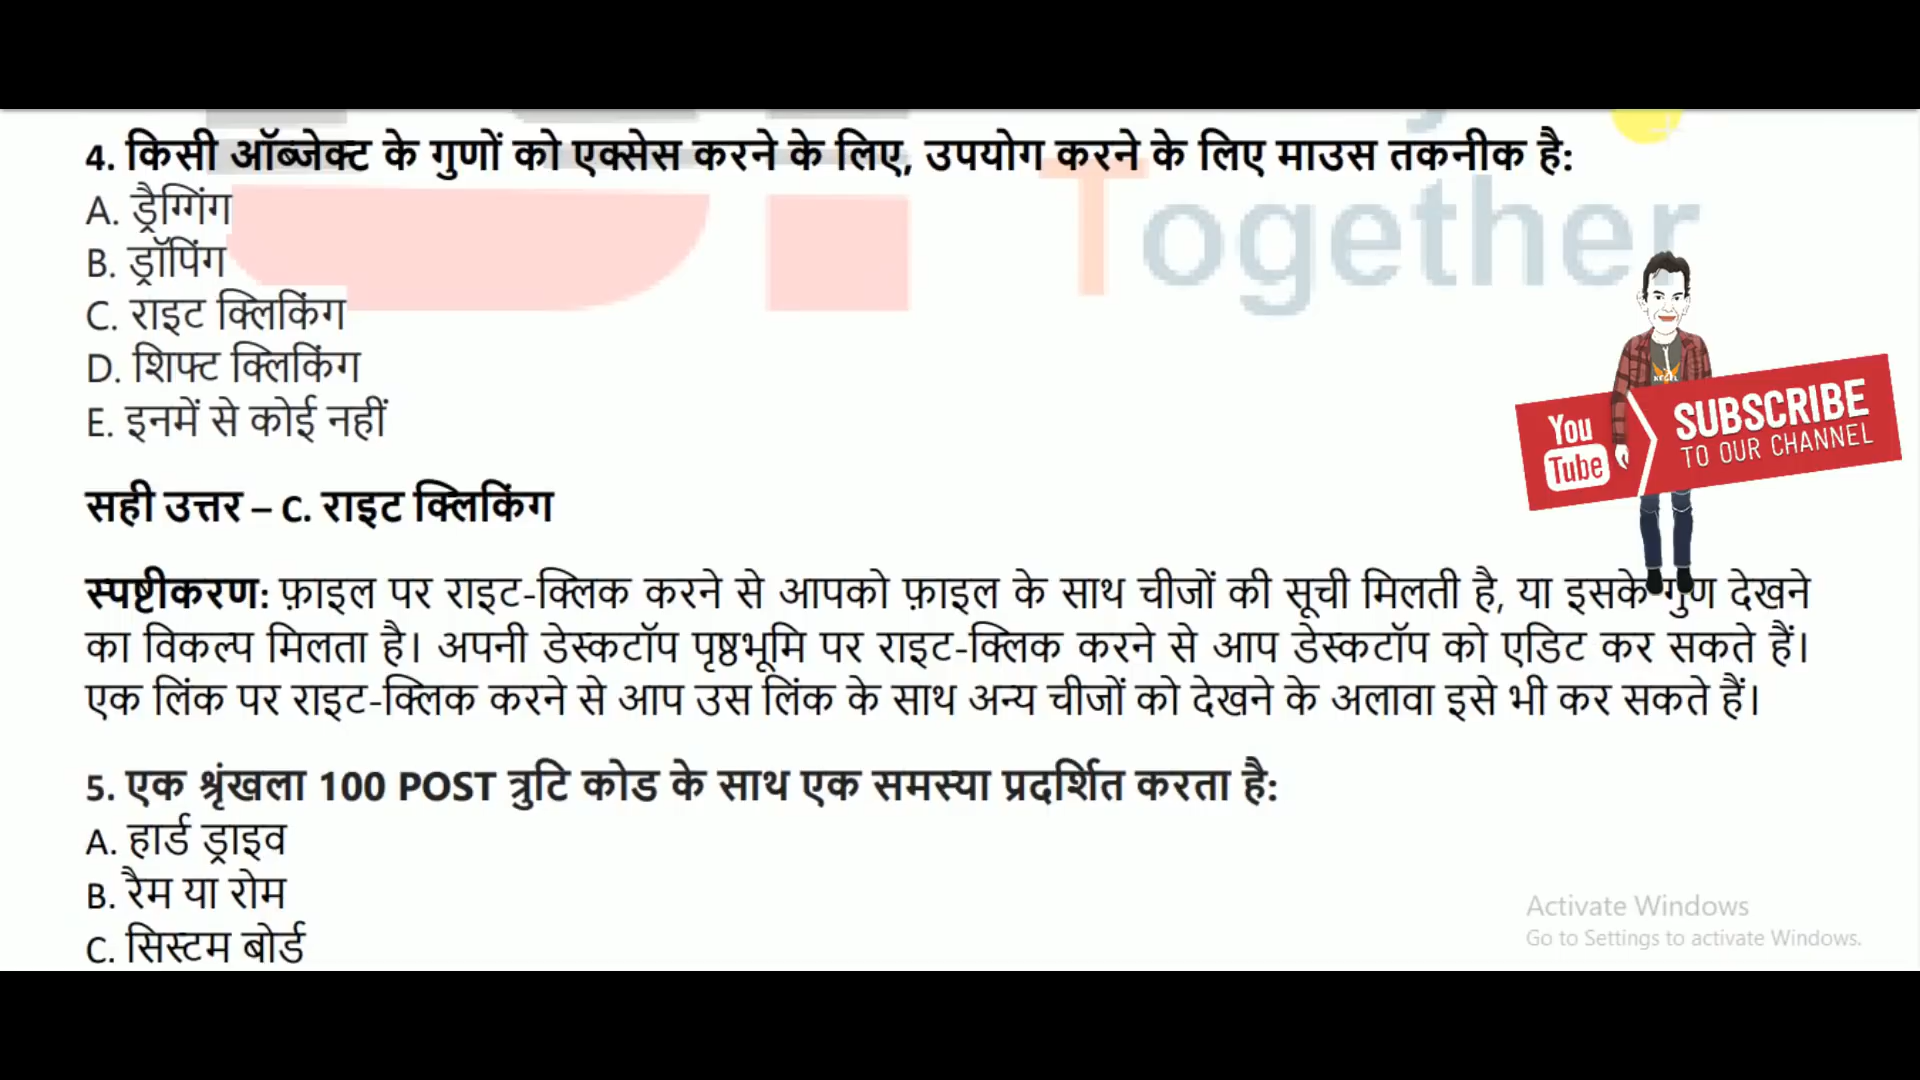 4. किसी ऑब्जेक्ट के गुणों को एक्सेस करने के लिए, उपयोग करने के लिए माउस तकनीक है:
A. ड्रैग्गिंग
B. ड्रॉपिंग
Together
C. राइट क्लिकिंग
D. शिफ्ट क्लिकिंग
E. इनमें से कोई नहीं
You Tube
SUBSCRIBE
TO OUR CHANNEL
सही उत्तर – C. राइट क्लिकिंग
स्पष्टीकरण: फ़ाइल पर राइट-क्लिक करने से आपको फ़ाइल के साथ चीजों की सूची मिलती है, या इसके गुण देखने
का विकल्प मिलता है। अपनी डेस्कटॉप पृष्ठभूमि पर राइट-क्लिक करने से आप डेस्कटॉप को एडिट कर सकते हैं।
एक लिंक पर राइट-क्लिक करने से आप उस लिंक के साथ अन्य चीजों को देखने के अलावा इसे भी कर सकते हैं।
5. एक श्रृंखला 100 POST त्रुटि कोड के साथ एक समस्या प्रदर्शित करता है:
A. हार्ड ड्राइव
B. रैम या रोम
C. सिस्टम बोर्ड
Activate Windows
Go to Settings to activate Windows.